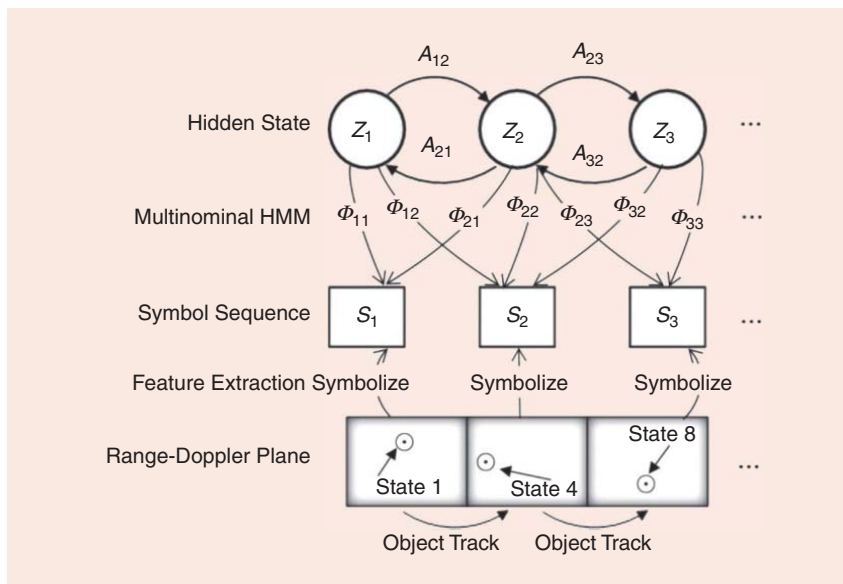 A12 A23
Hidden State Z1 Z2 Z3 ...
A21 A32
Multinominal HMM Φ11 Φ12 Φ21 Φ22 Φ23 Φ32 Φ33 ...
Symbol Sequence S1 S2 S3 ...
Feature Extraction Symbolize Symbolize Symbolize
Range-Doppler Plane State 1 State 4 State 8 ...
Object Track Object Track